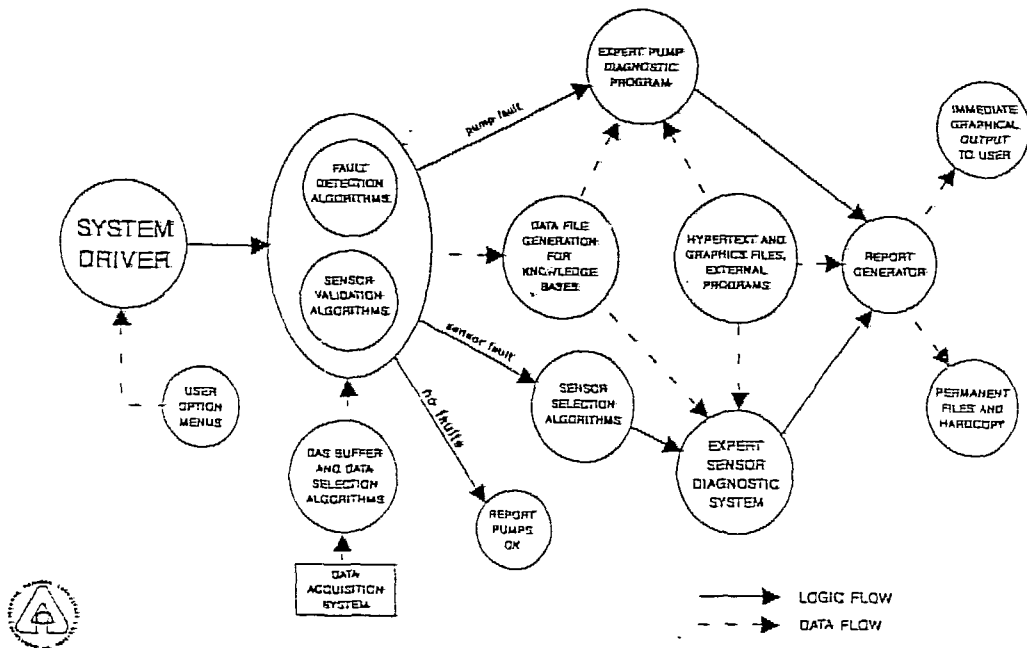 EXPERT PUMP
DIAGNOSTIC
PROGRAM
pump fault
IMMEDIATE
GRAPHICAL
OUTPUT
TO USER
FAULT
DETECTION
ALGORITHMS
SYSTEM
DRIVER
DATA FILE
GENERATION
FOR
KNOWLEDGE
BASES
HYPERTEXT AND
GRAPHICS FILES,
EXTERNAL
PROGRAMS
REPORT
GENERATOR
SENSOR
VALIDATION
ALGORITHMS
sensor fault
USER
OPTION
MENUS
no faults
SENSOR
SELECTION
ALGORITHMS
PERMANENT
FILES AND
HARDCOPY
DAS BUFFER
AND DATA
SELECTION
ALGORITHMS
EXPERT
SENSOR
DIAGNOSTIC
SYSTEM
REPORT
PUMPS
OK
DATA
ACQUISITION
SYSTEM
LOGIC FLOW
DATA FLOW